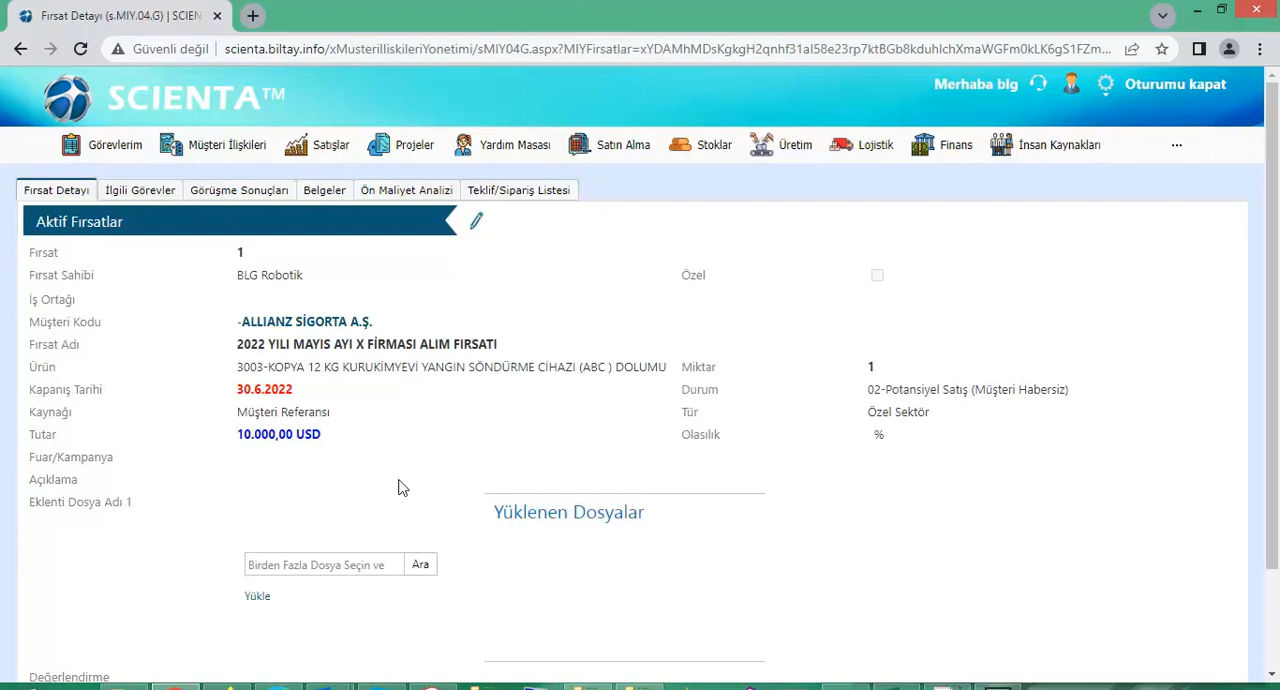 Fırsat Detayı (s.MIY.04.G) | SCIEN
Güvenli değil
scienta.biltay.info/xMusterilliskileriYonetimi/sMIY04G.aspx?MIYFirsatlar=xYDAMhMDsKgkgH2qnhf31al58e23rp7ktBGb8kduhIchXmaWGFm0kLK6gS1FZm...
SCIENTA™
Merhaba blg
Oturumu kapat
Görevlerim
Müşteri İlişkileri
Satışlar
Projeler
Yardım Masası
Satın Alma
Stoklar
Üretim
Lojistik
Finans
İnsan Kaynakları
...
Fırsat Detayı
İlgili Görevler
Görüşme Sonuçları
Belgeler
Ön Maliyet Analizi
Teklif/Sipariş Listesi
Aktif Fırsatlar
Fırsat 1
Fırsat Sahibi BLG Robotik Özel
İş Ortağı
Müşteri Kodu -ALLIANZ SİGORTA A.Ş.
Fırsat Adı 2022 YILI MAYIS AYI X FİRMASI ALIM FIRSATI
Ürün 3003-KOPYA 12 KG KURUKİMYEVİ YANGIN SÖNDÜRME CİHAZI (ABC ) DOLUMU Miktar 1
Kapanış Tarihi 30.6.2022 Durum 02-Potansiyel Satış (Müşteri Habersiz)
Kaynağı Müşteri Referansı Tür Özel Sektör
Tutar 10.000,00 USD Olasılık %
Fuar/Kampanya
Açıklama
Eklenti Dosya Adı 1
Yüklenen Dosyalar
Birden Fazla Dosya Seçin ve Ara
Yükle
Değerlendirme